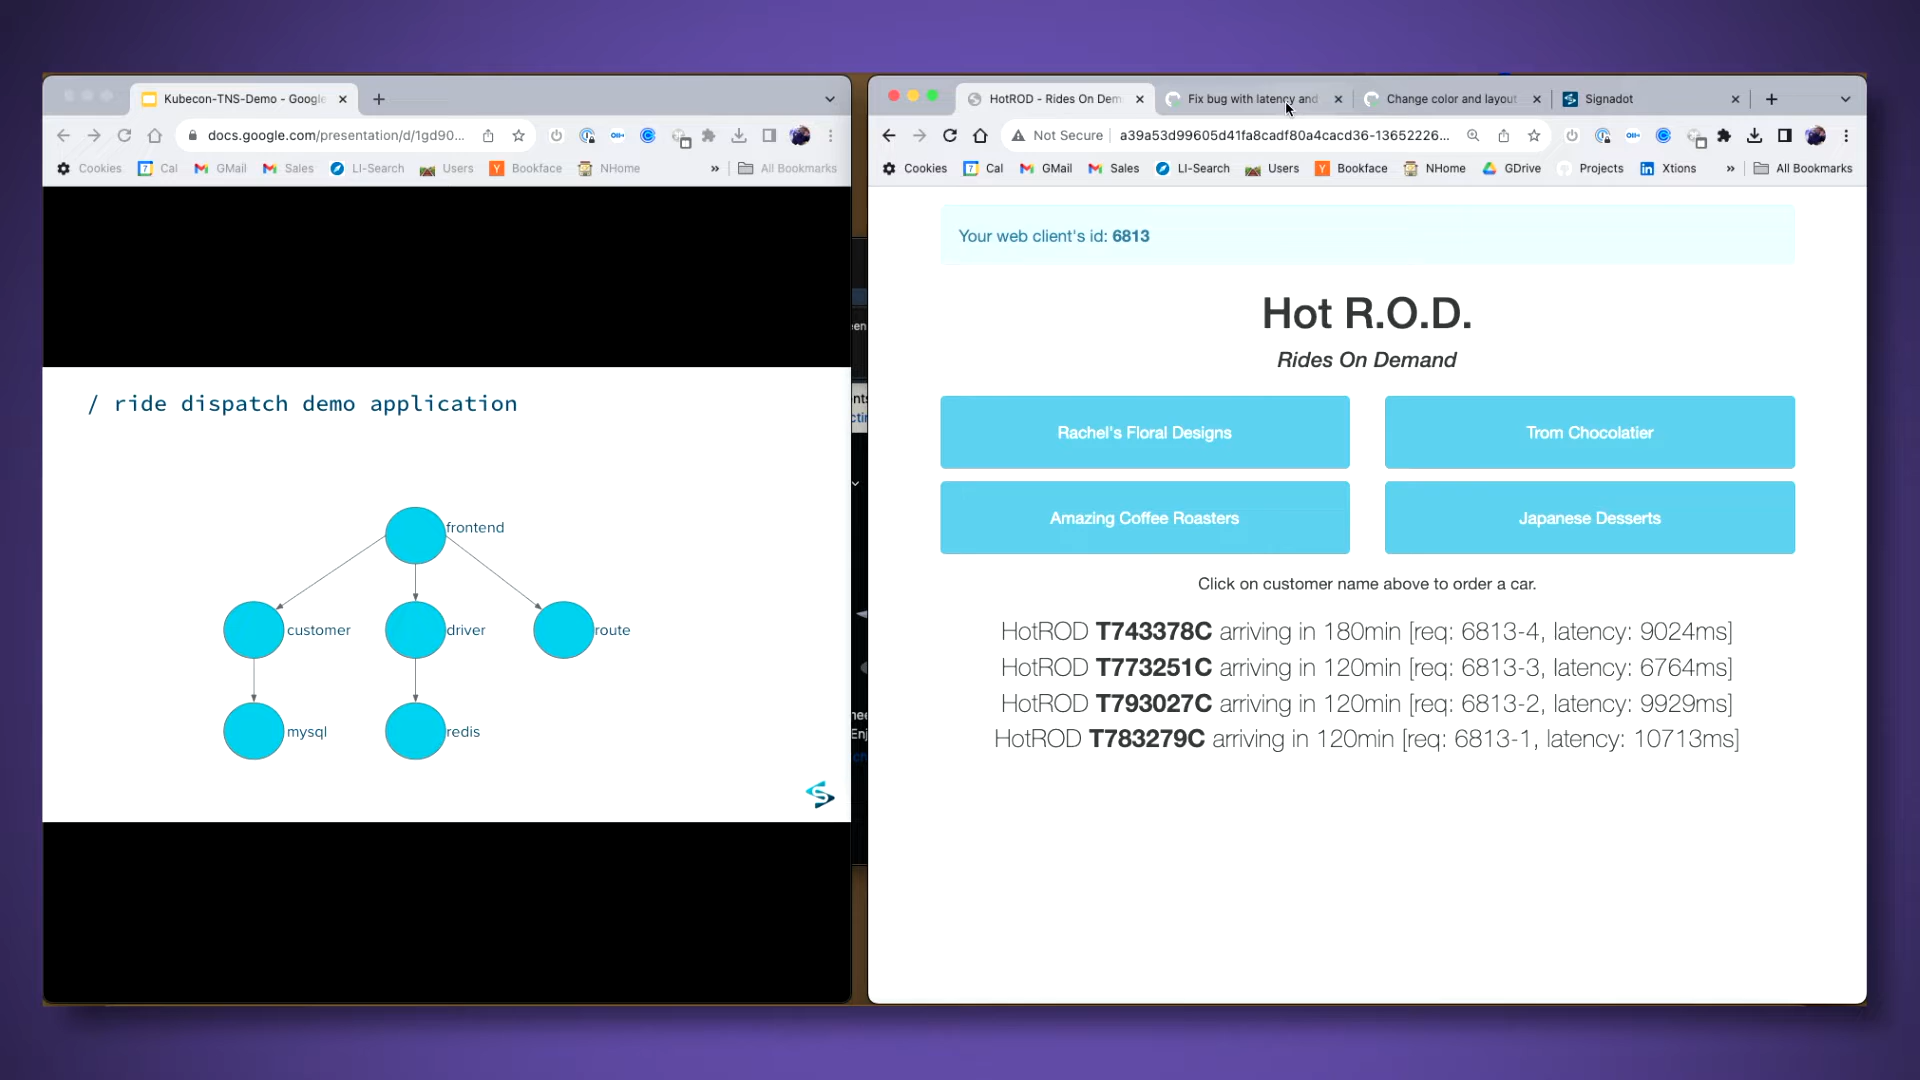 Kubecon-TNS-Demo - Google
docs.google.com/presentation/d/1gd90...
Cookies Cal GMail Sales LI-Search Users Bookface NHome » All Bookmarks
/ ride dispatch demo application
frontend
customer driver route
mysql redis
HotROD - Rides On Dem
Fix bug with latency and
Change color and layout
Signadot
Not Secure a39a53d99605d41fa8cadf80a4cacd36-13652226...
Cookies Cal GMail Sales LI-Search Users Bookface NHome GDrive Projects Xtions » All Bookmarks
Your web client's id: 6813
Hot R.O.D.
Rides On Demand
Rachel's Floral Designs Trom Chocolatier
Amazing Coffee Roasters Japanese Desserts
Click on customer name above to order a car.
HotROD T743378C arriving in 180min [req: 6813-4, latency: 9024ms]
HotROD T773251C arriving in 120min [req: 6813-3, latency: 6764ms]
HotROD T793027C arriving in 120min [req: 6813-2, latency: 9929ms]
HotROD T783279C arriving in 120min [req: 6813-1, latency: 10713ms]